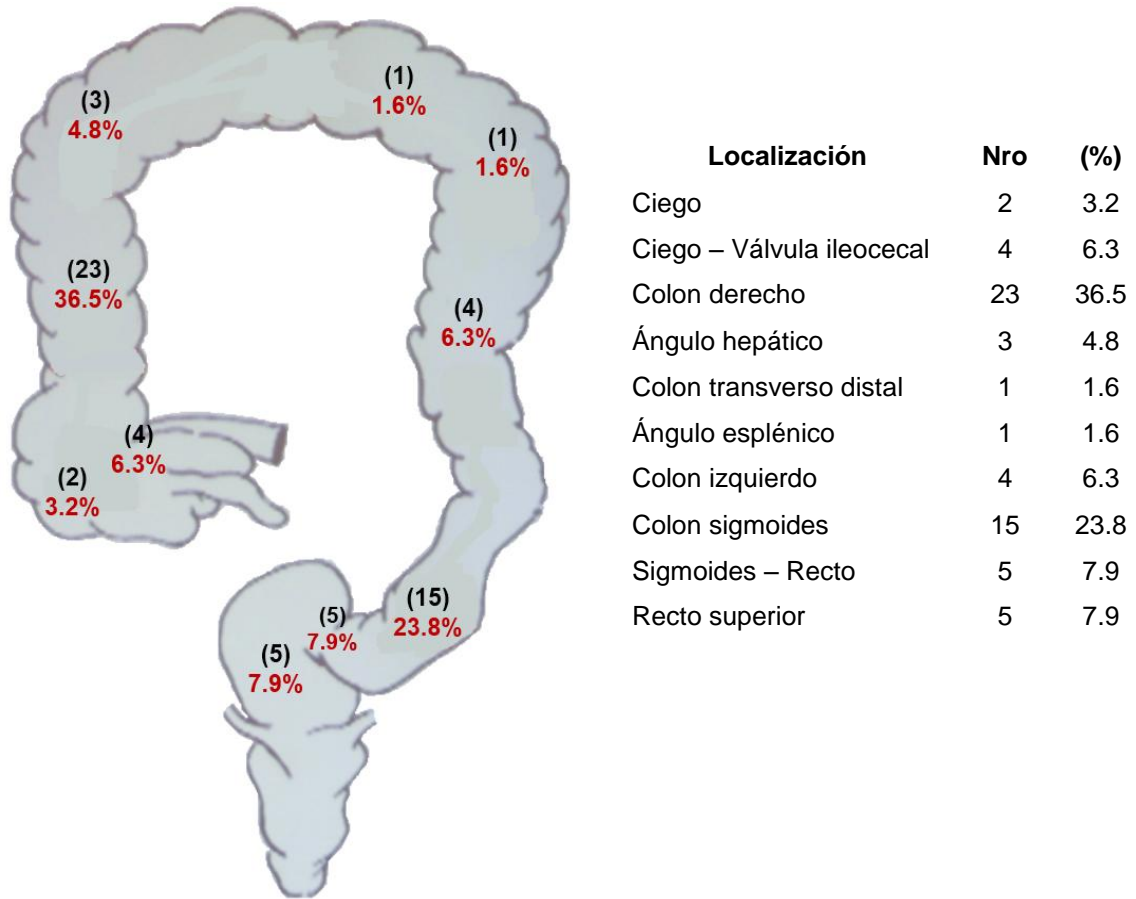 (3)
4.8%
(1)
1.6%
(1)
1.6%
(23)
36.5%
(4)
6.3%
(4)
6.3%
(2)
3.2%
(15)
23.8%
(5)
7.9%
(5)
7.9%
Localización Nro (%)
Ciego 2 3.2
Ciego – Válvula ileocecal 4 6.3
Colon derecho 23 36.5
Ángulo hepático 3 4.8
Colon transverso distal 1 1.6
Ángulo esplénico 1 1.6
Colon izquierdo 4 6.3
Colon sigmoides 15 23.8
Sigmoides – Recto 5 7.9
Recto superior 5 7.9